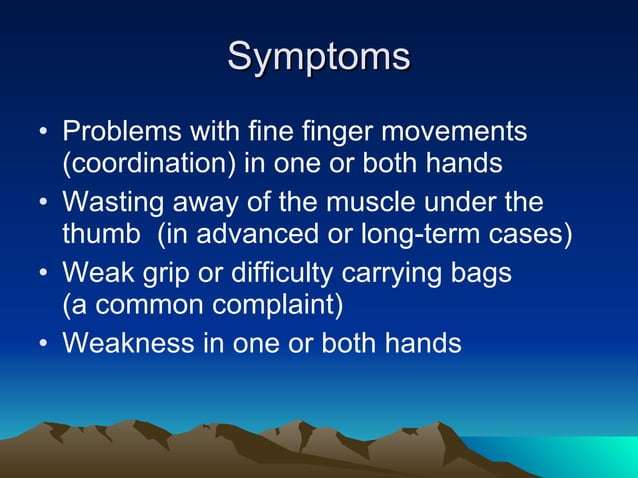 Symptoms
• Problems with fine finger movements
(coordination) in one or both hands
• Wasting away of the muscle under the
thumb  (in advanced or long-term cases)
• Weak grip or difficulty carrying bags
(a common complaint)
• Weakness in one or both hands